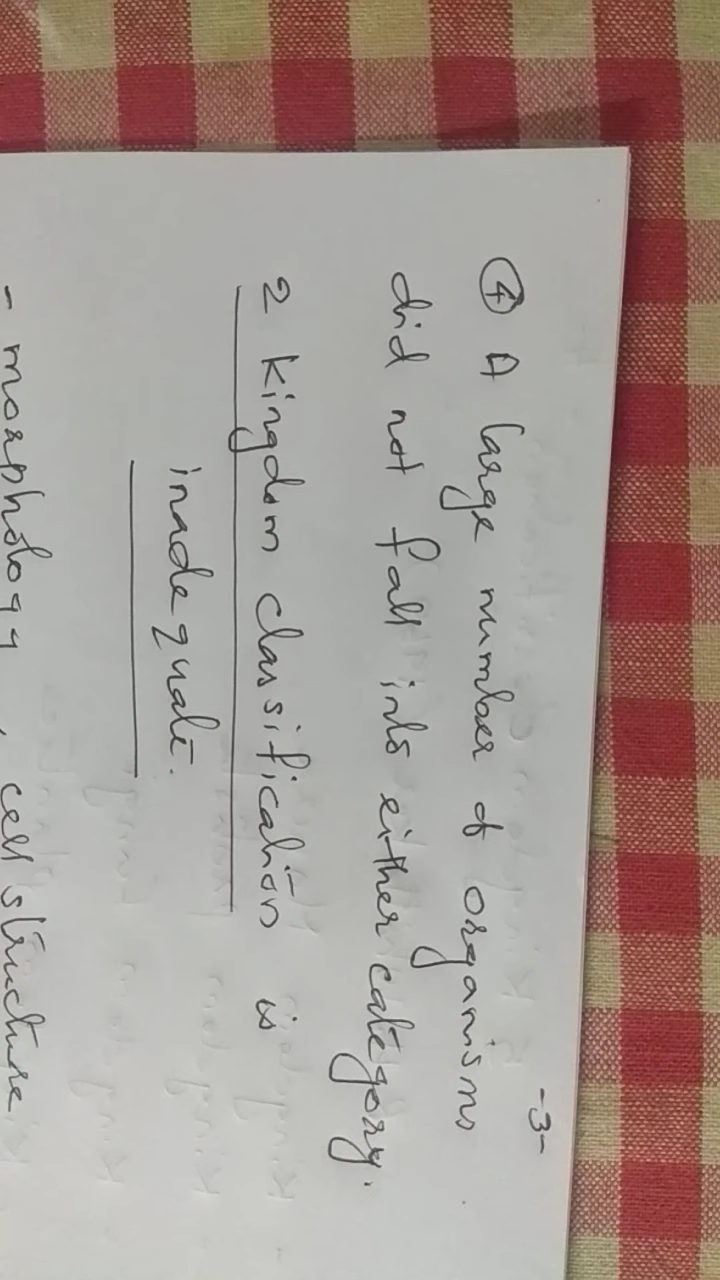 -3-
④ A large number of organisms
did not fall into either category.
2 kingdom classification is
inadequate.
- morphology, cell structure